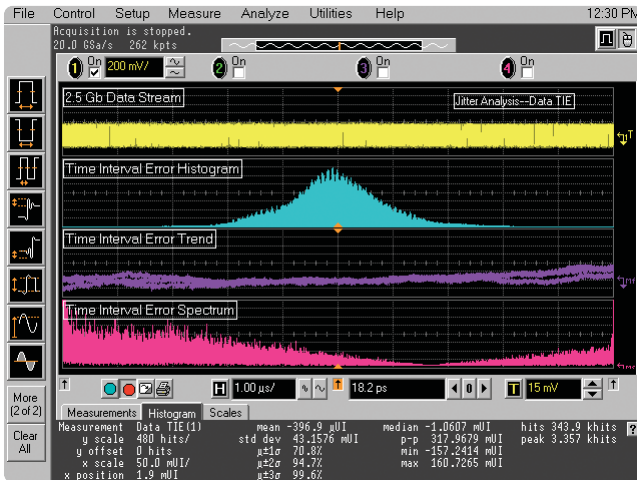 File Control Setup Measure Analyze Utilities Help 12:30 PM
Acquisition is stopped.
20.0 GSa/s 262 kpts
1 On 200 mV/ 2 On 3 On 4 On
2.5 Gb Data Stream
Jitter Analysis--Data TIE
Time Interval Error Histogram
Time Interval Error Trend
Time Interval Error Spectrum
More
(2 of 2)
Clear
All
H 1.00 µs/ 18.2 ps 0 T 15 mV
Measurements Histogram Scales
Measurement Data TIE(1) mean -396.9 µUI median -1.0607 mUI hits 343.9 khits ?
y scale 480 hits/ std dev 43.1576 mUI p-p 317.9679 mUI peak 3.357 khits
y offset 0 hits µ±1σ 70.8% min -157.2414 mUI
x scale 50.0 mUI/ µ±2σ 94.7% max 160.7265 mUI
x position 1.9 mUI µ±3σ 99.6%